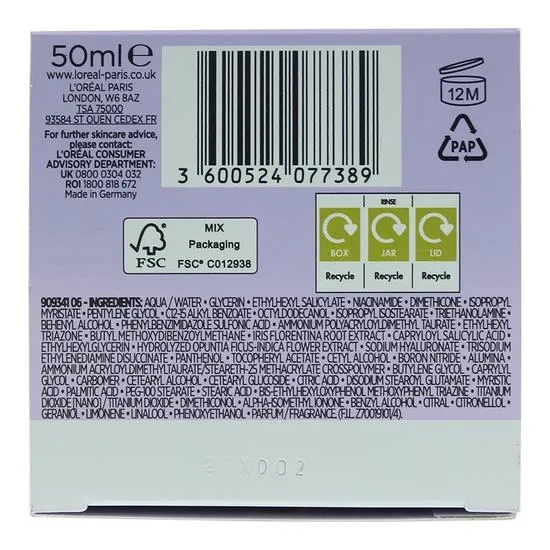 50ml e
www.loreal-paris.co.uk
L'ORÉAL PARIS
LONDON, W6 8AZ
TSA 75000
93584 ST OUEN CEDEX FR
For further skincare advice,
please contact:
L'ORÉAL CONSUMER
ADVISORY DEPARTMENT:
UK 0800 0304 032
ROI 1800 818 672
Made in Germany
3 600524 077389
12M
PAP
FSC
MIX
Packaging
FSC® C012938
RINSE
BOX JAR LID
Recycle Recycle Recycle
909341 06 - INGREDIENTS: AQUA / WATER • GLYCERIN • ETHYLHEXYL SALICYLATE • NIACINAMIDE • DIMETHICONE • ISOPROPYL
MYRISTATE • PENTYLENE GLYCOL • C12-15 ALKYL BENZOATE • OCTYLDODECANOL • ISOPROPYL ISOSTEARATE • TRIETHANOLAMINE •
BEHENYL ALCOHOL • PHENYLBENZIMIDAZOLE SULFONIC ACID • AMMONIUM POLYACRYLOYLDIMETHYL TAURATE • ETHYLHEXYL
TRIAZONE • BUTYL METHOXYDIBENZOYLMETHANE • IRIS FLORENTINA ROOT EXTRACT • CAPRYLOYL SALICYLIC ACID •
ETHYLHEXYLGLYCERIN • HYDROLYZED OPUNTIA FICUS-INDICA FLOWER EXTRACT • SODIUM HYALURONATE • TRISODIUM
ETHYLENEDIAMINE DISUCCINATE • PANTHENOL • TOCOPHERYL ACETATE • CETYL ALCOHOL • BORON NITRIDE • ALUMINA •
AMMONIUM ACRYLOYLDIMETHYLTAURATE/STEARETH-25 METHACRYLATE CROSSPOLYMER • BUTYLENE GLYCOL • CAPRYLYL
GLYCOL • CARBOMER • CETEARYL ALCOHOL • CETEARYL GLUCOSIDE • CITRIC ACID • DISODIUM STEAROYL GLUTAMATE • MYRISTIC
ACID • PALMITIC ACID • PEG-100 STEARATE • STEARIC ACID • BIS-ETHYLHEXYLOXYPHENOL METHOXYPHENYL TRIAZINE • TITANIUM
DIOXIDE [NANO] / TITANIUM DIOXIDE • DIMETHICONOL • ALPHA-ISOMETHYL IONONE • BENZYL ALCOHOL • CITRAL • CITRONELLOL •
GERANIOL • LIMONENE • LINALOOL • PHENOXYETHANOL • PARFUM / FRAGRANCE. (F.I.L. Z70019101/4).